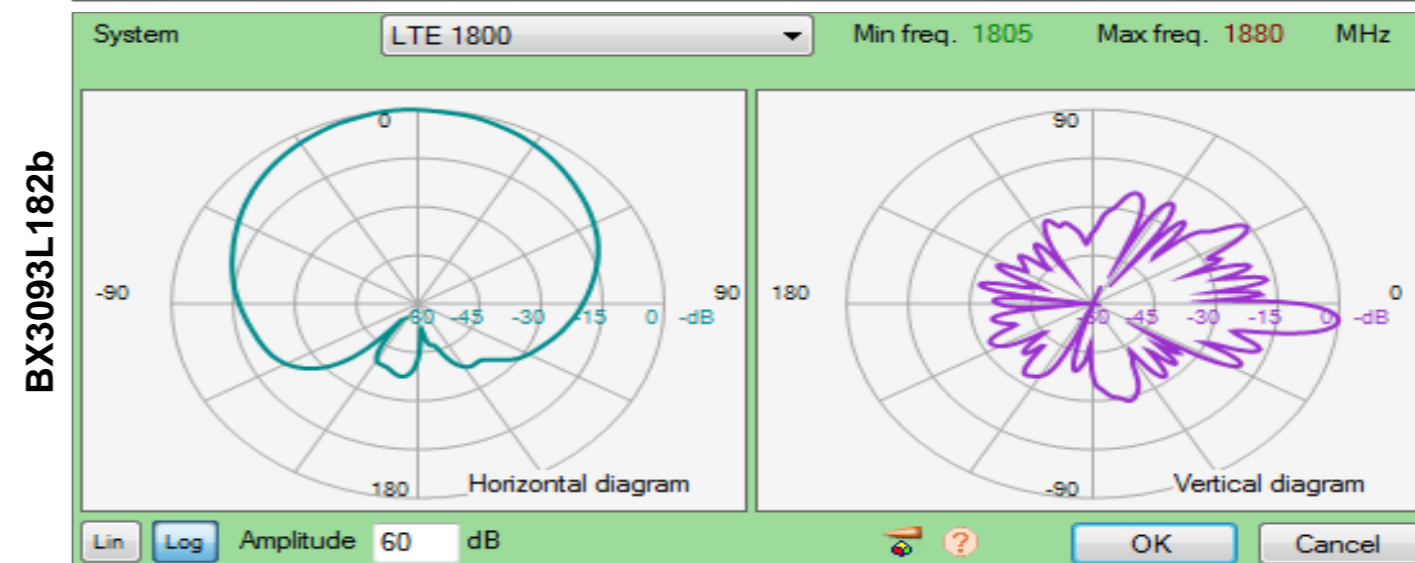 BX3093L182b
System LTE 1800 Min freq. 1805 Max freq. 1880 MHz
0
-90 90
-60 -45 -30 -15 0 -dB
180 Horizontal diagram
90
180 0
-60 -45 -30 -15 0 -dB
-90 Vertical diagram
Lin Log Amplitude 60 dB ? OK Cancel